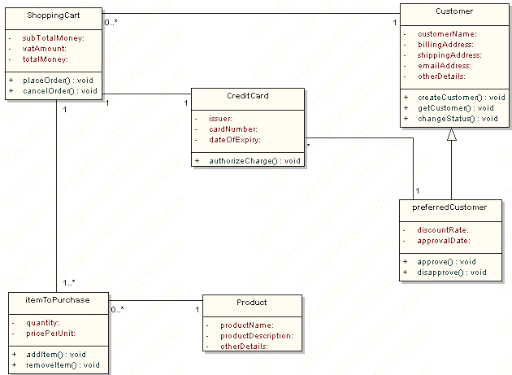 ShoppingCart
- subTotalMoney:
- vatAmount:
- totalMoney:
+ placeOrder() : void
+ cancelOrder() : void
0..*
1
Customer
- customerName:
- billingAddress:
- shippingAddress:
- emailAddress:
- otherDetails:
+ createCustomer() : void
+ getCustomer() : void
+ changeStatus() : void
1
1
CreditCard
- issuer:
- cardNumber:
- dateOfExpiry:
+ authorizeCharge() : void
*
1
preferredCustomer
- discountRate:
- approvalDate:
+ approve() : void
+ disapprove() : void
1..*
itemToPurchase
- quantity:
- pricePerUnit:
+ addItem() : void
+ removeItem() : void
0..*
1
Product
- productName:
- productDescription:
- otherDetails: